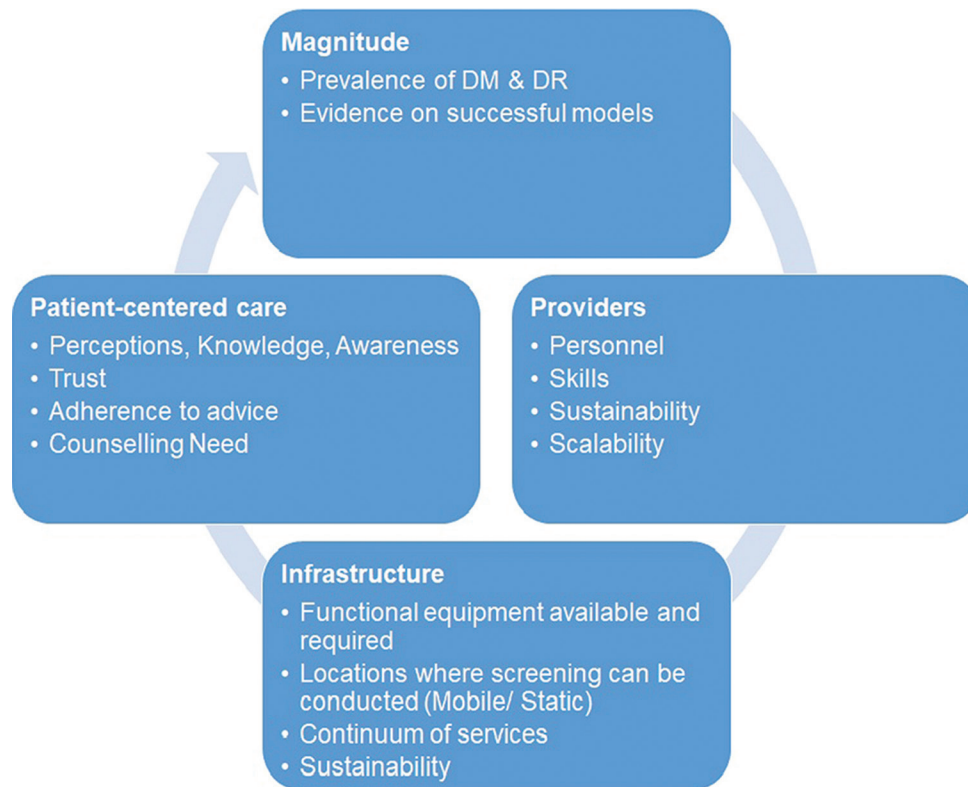 Magnitude
• Prevalence of DM & DR
• Evidence on successful models
Patient-centered care
• Perceptions, Knowledge, Awareness
• Trust
• Adherence to advice
• Counselling Need
Providers
• Personnel
• Skills
• Sustainability
• Scalability
Infrastructure
• Functional equipment available and
required
• Locations where screening can be
conducted (Mobile/ Static)
• Continuum of services
• Sustainability